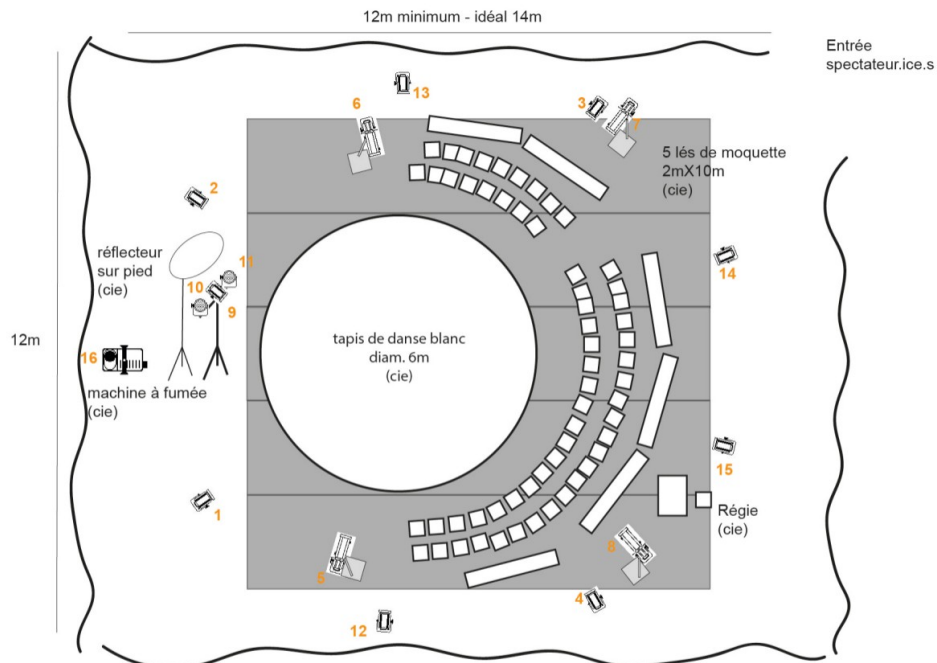 12m minimum - idéal 14m
Entrée
spectateur.ice.s
13
6
3
7
5 lés de moquette
2mX10m
(cie)
2
réflecteur
sur pied
(cie)
11
10
9
14
12m
tapis de danse blanc
diam. 6m
(cie)
16
machine à fumée
(cie)
15
1
Régie
(cie)
5
8
4
12